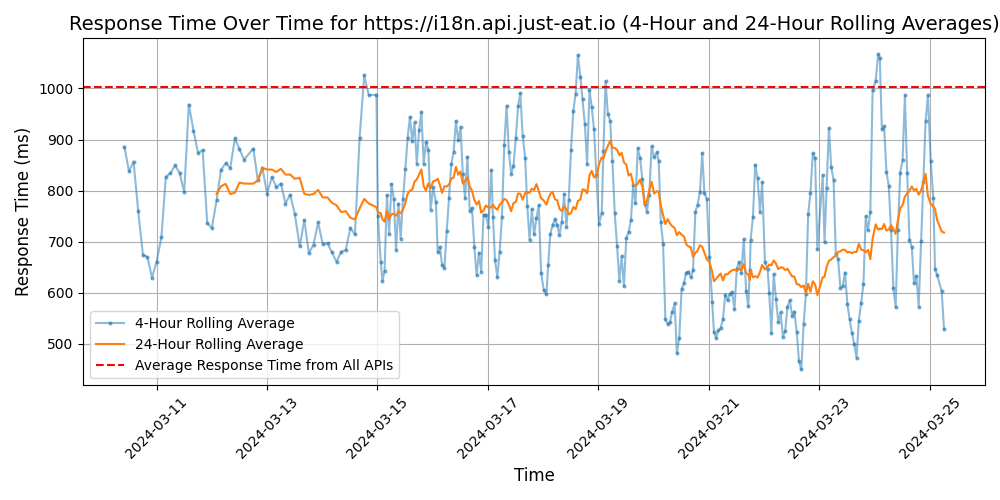 Response Time Over Time for https://i18n.api.just-eat.io (4-Hour and 24-Hour Rolling Averages)
Response Time (ms)
1000
900
800
700
600
500
4-Hour Rolling Average
24-Hour Rolling Average
Average Response Time from All APIs
2024-03-11
2024-03-13
2024-03-15
2024-03-17
2024-03-19
2024-03-21
2024-03-23
2024-03-25
Time